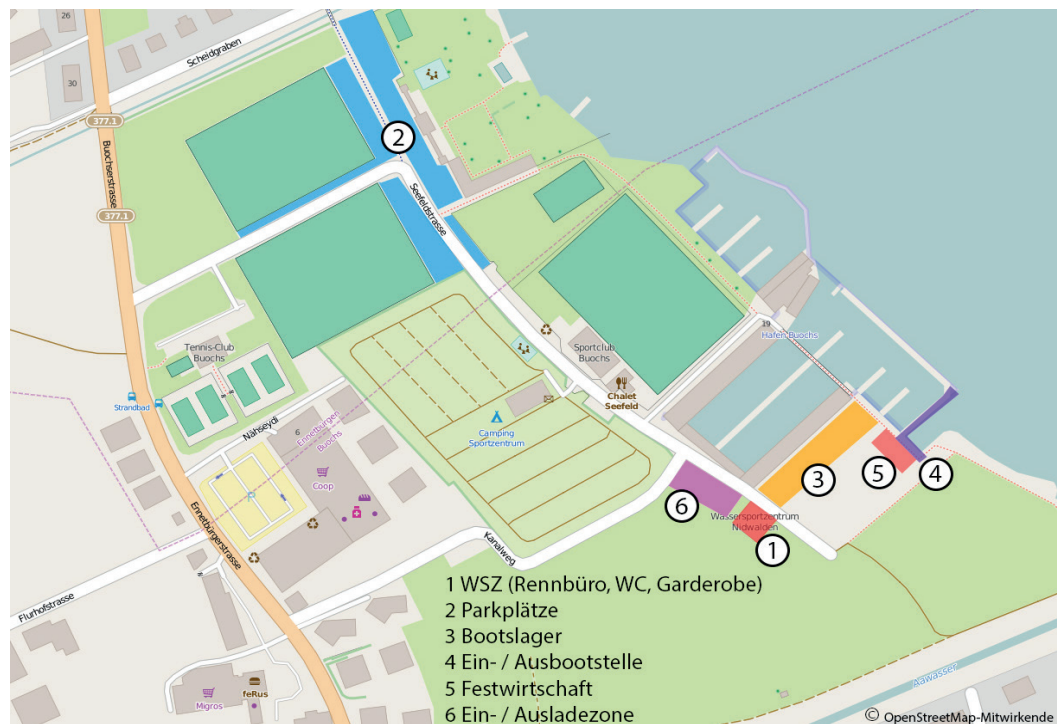 26
30
Scheidgraben
377.1
Buochserstrasse
377.1
2
Seefeldstrasse
19
Hafen Buochs
Tennis-Club
Buochs
Sportclub
Buochs
Chalet
Seefeld
Strandbad
Nähseydi
6
Ennetbürgen
Buochs
Camping
Sportzentrum
Coop
P
3
5
4
6
Wassersportzentrum
Nidwalden
1
Ennetbürgerstrasse
Kanalweg
Flurhofstrasse
1 WSZ (Rennbüro, WC, Garderobe)
2 Parkplätze
3 Bootslager
4 Ein- / Ausbootstelle
5 Festwirtschaft
6 Ein- / Ausladezone
Aawasser
feRus
Migros
© OpenStreetMap-Mitwirkende